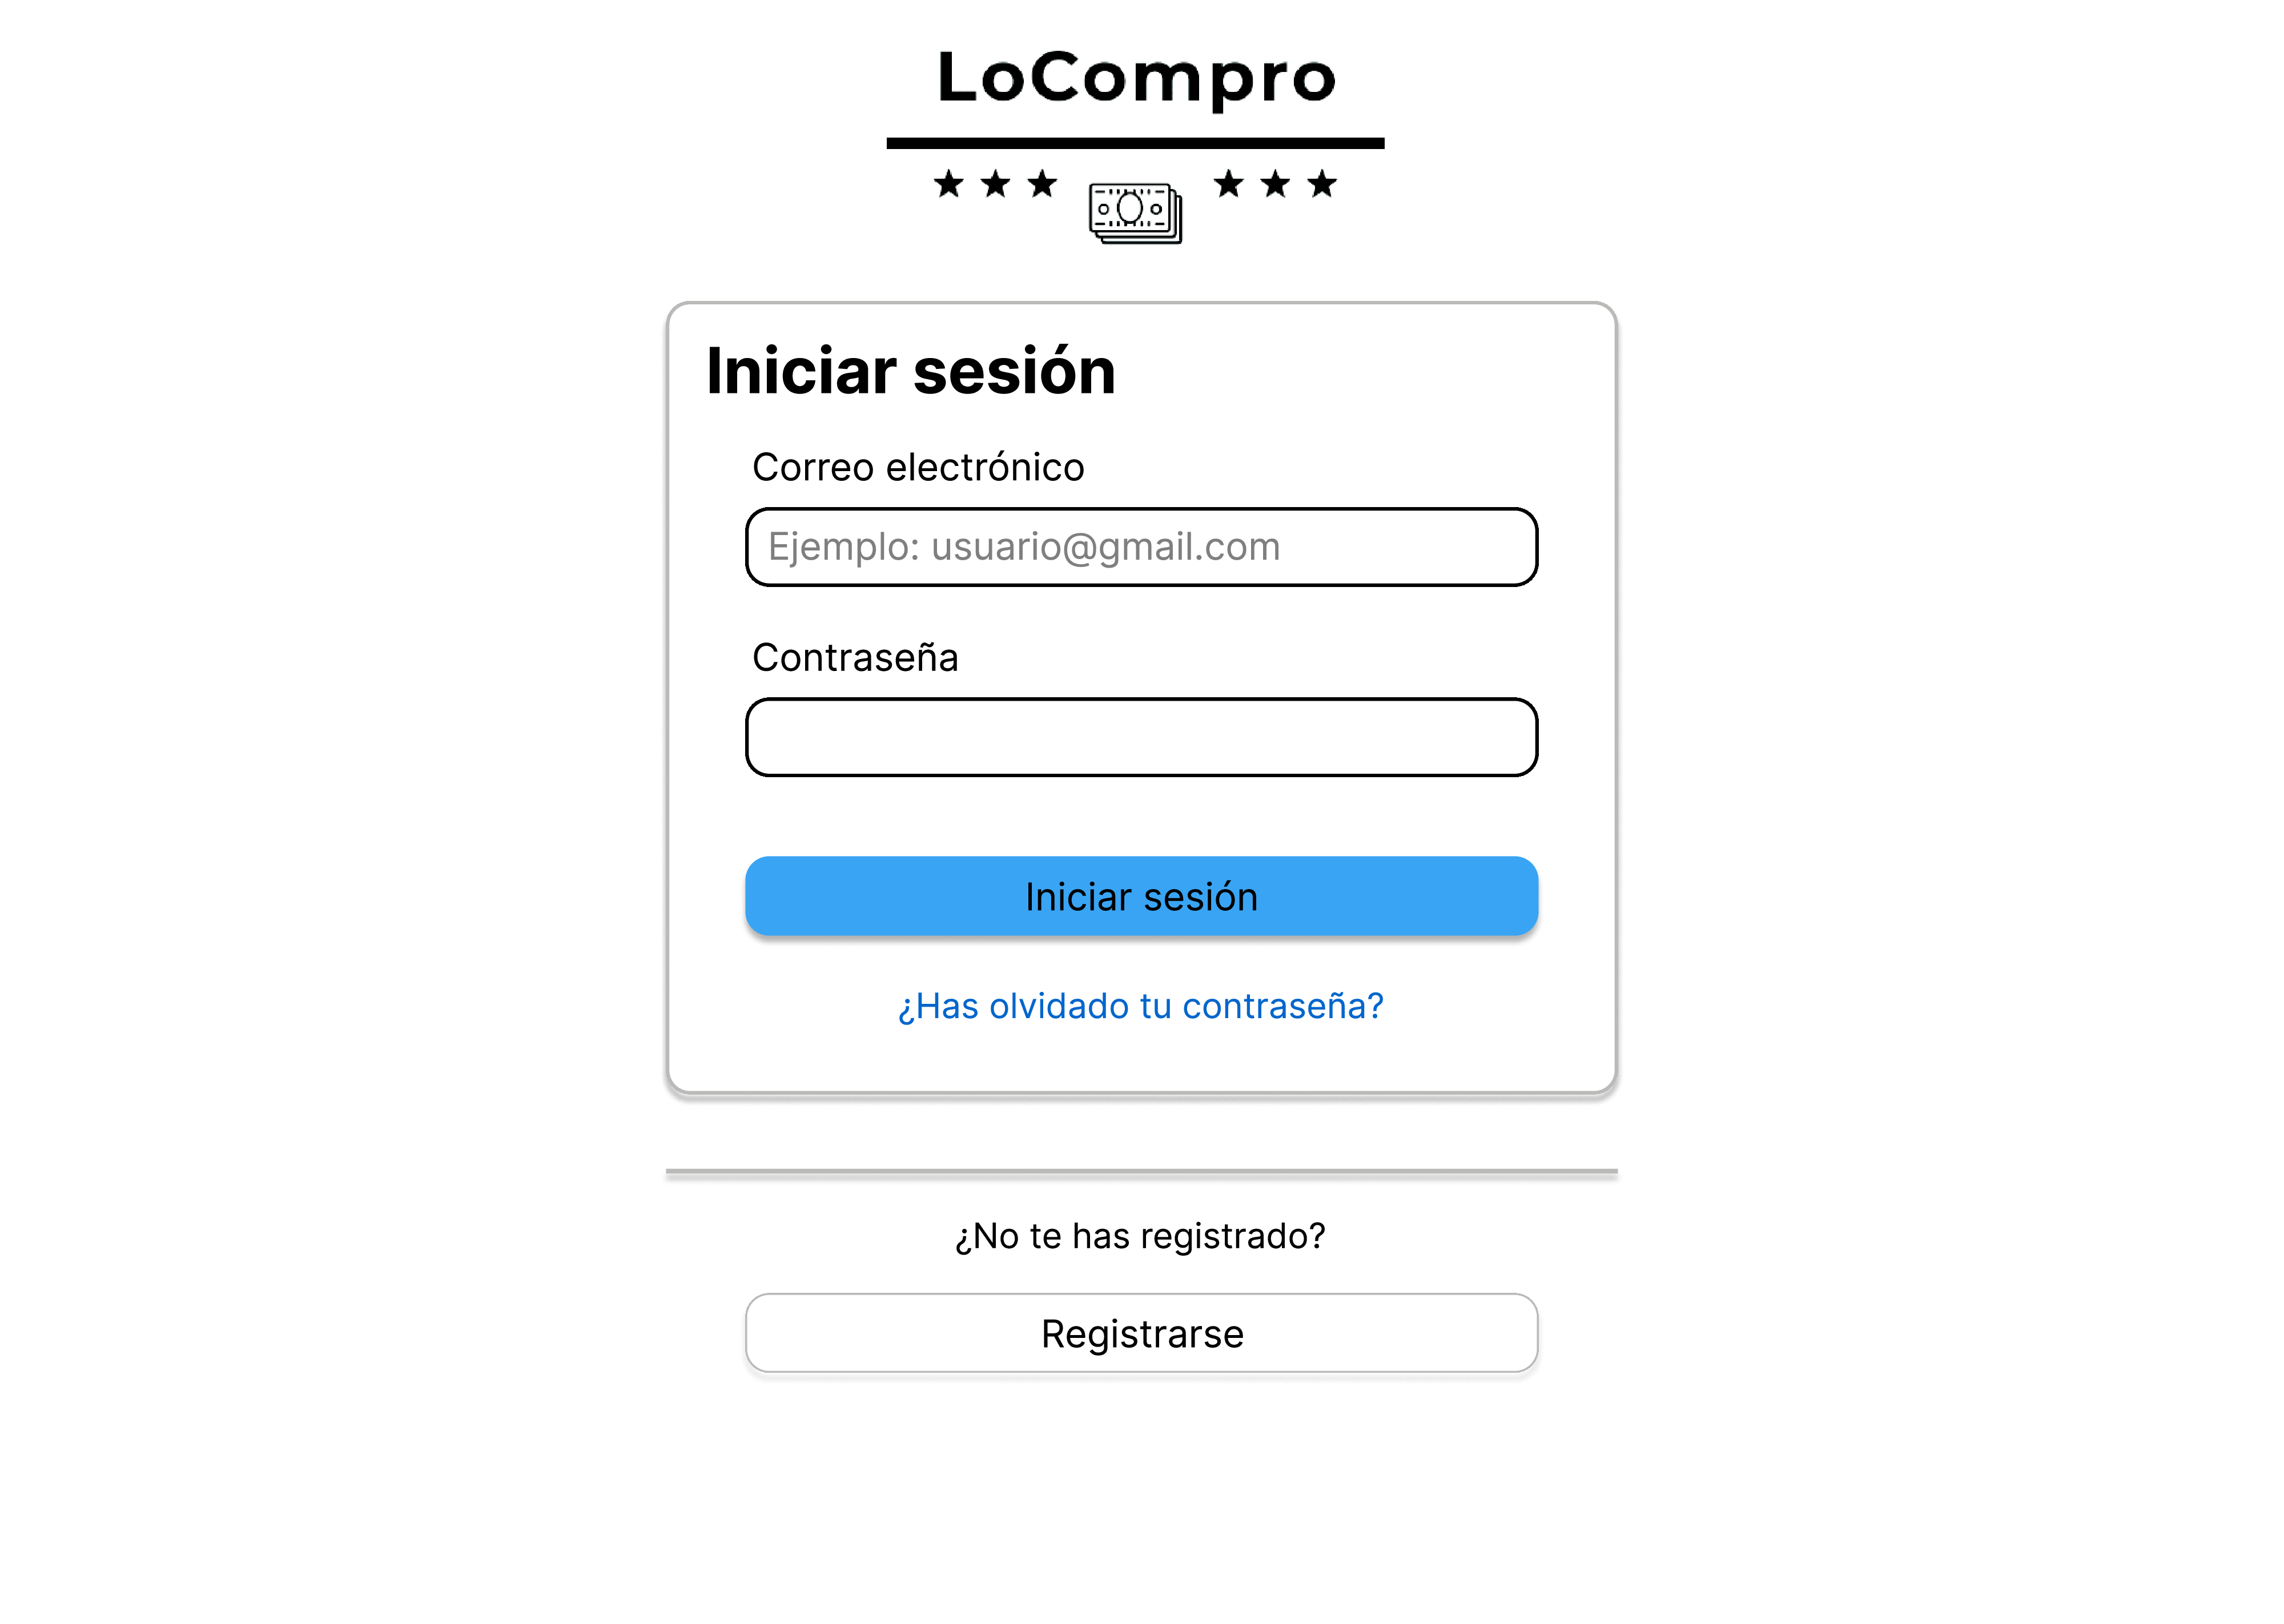 LoCompro
Iniciar sesión
Correo electrónico
Ejemplo: usuario@gmail.com
Contraseña
Iniciar sesión
¿Has olvidado tu contraseña?
¿No te has registrado?
Registrarse